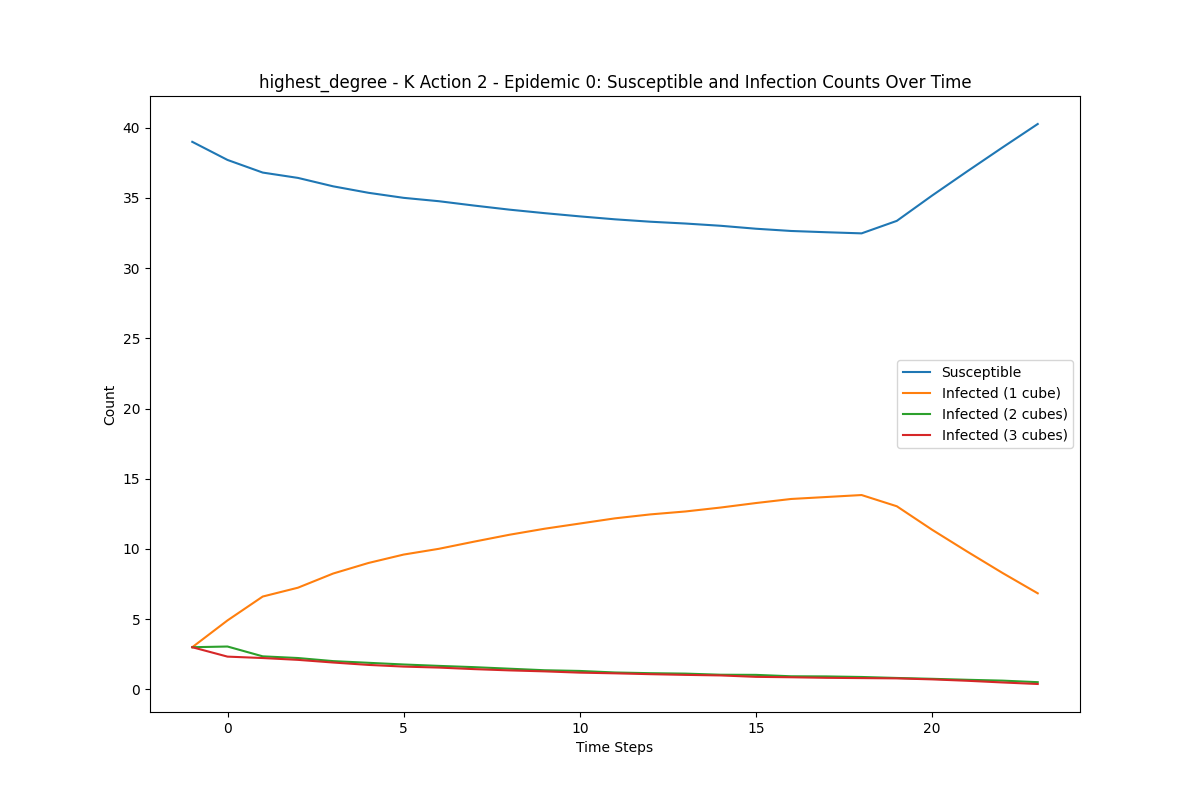 highest_degree - K Action 2 - Epidemic 0: Susceptible and Infection Counts Over Time
40
35
30
25
20
15
10
5
0
Count
Susceptible
Infected (1 cube)
Infected (2 cubes)
Infected (3 cubes)
0 5 10 15 20
Time Steps